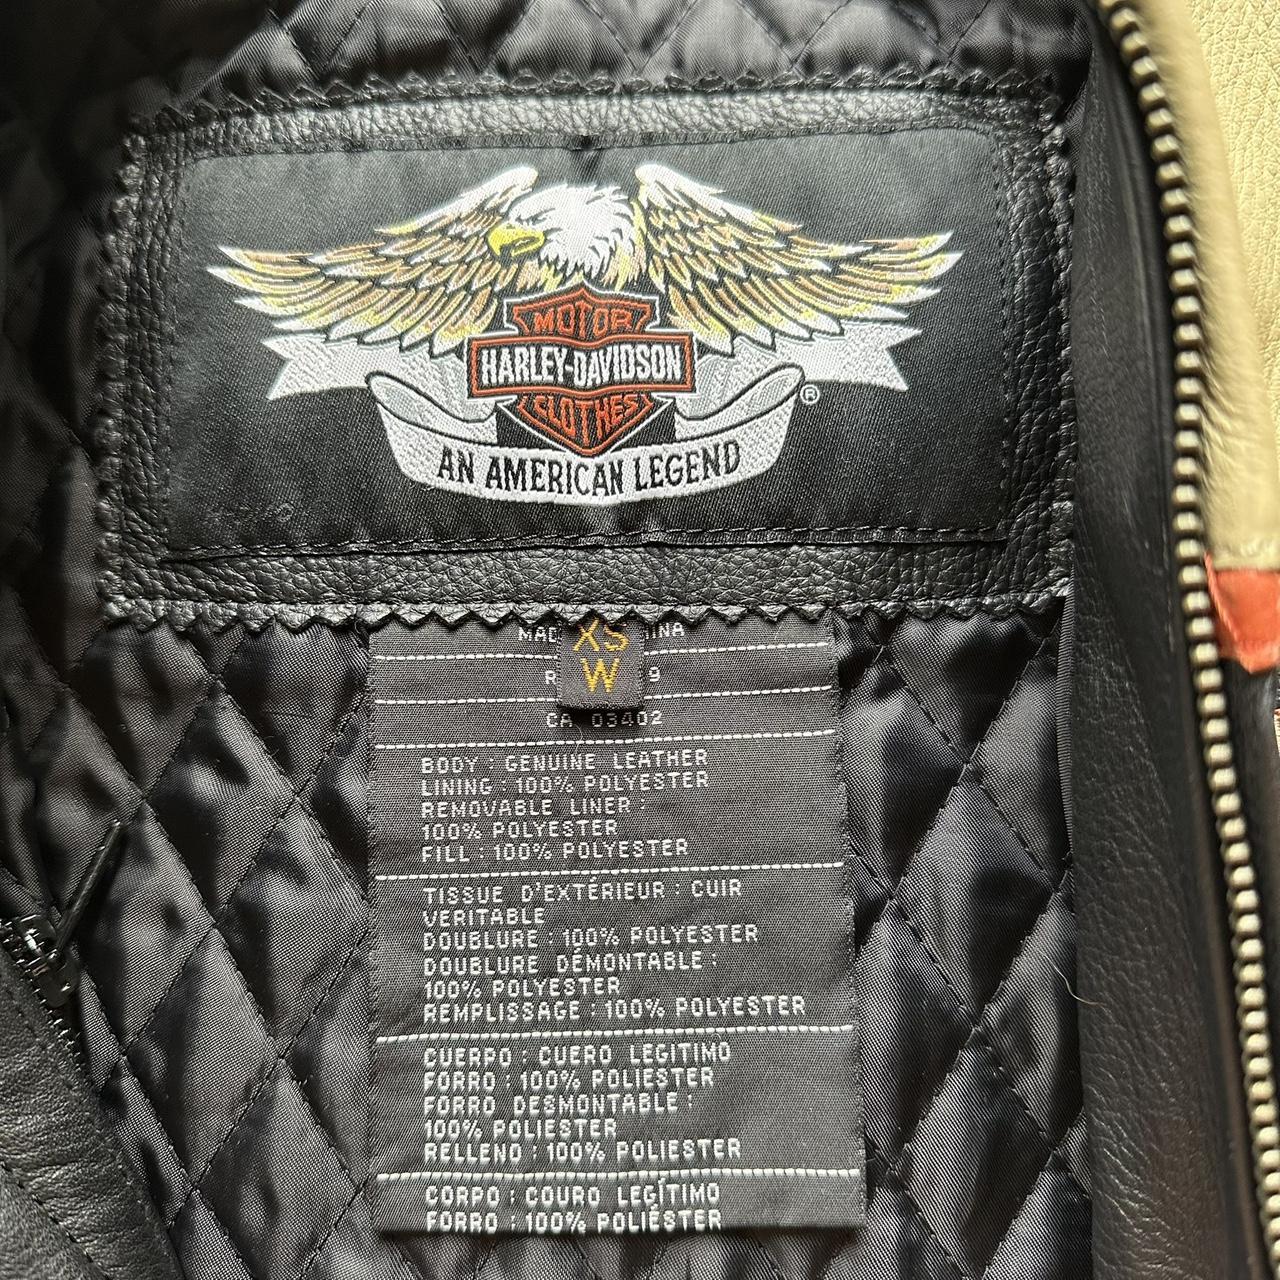 MOTOR
HARLEY-DAVIDSON
CLOTHES
®
AN AMERICAN LEGEND
XS
W
9
CA 03402
BODY : GENUINE LEATHER
LINING : 100% POLYESTER
REMOVABLE LINER :
100% POLYESTER
FILL : 100% POLYESTER
TISSUE D'EXTÉRIEUR : CUIR
VERITABLE
DOUBLURE : 100% POLYESTER
DOUBLURE DÉMONTABLE :
100% POLYESTER
REMPLISSAGE : 100% POLYESTER
CUERPO : CUERO LEGITIMO
FORRO : 100% POLIESTER
FORRO DESMONTABLE :
100% POLIESTER
RELLENO : 100% POLIESTER
CORPO : COURO LEGÍTIMO
FORRO : 100% POLIÉSTER